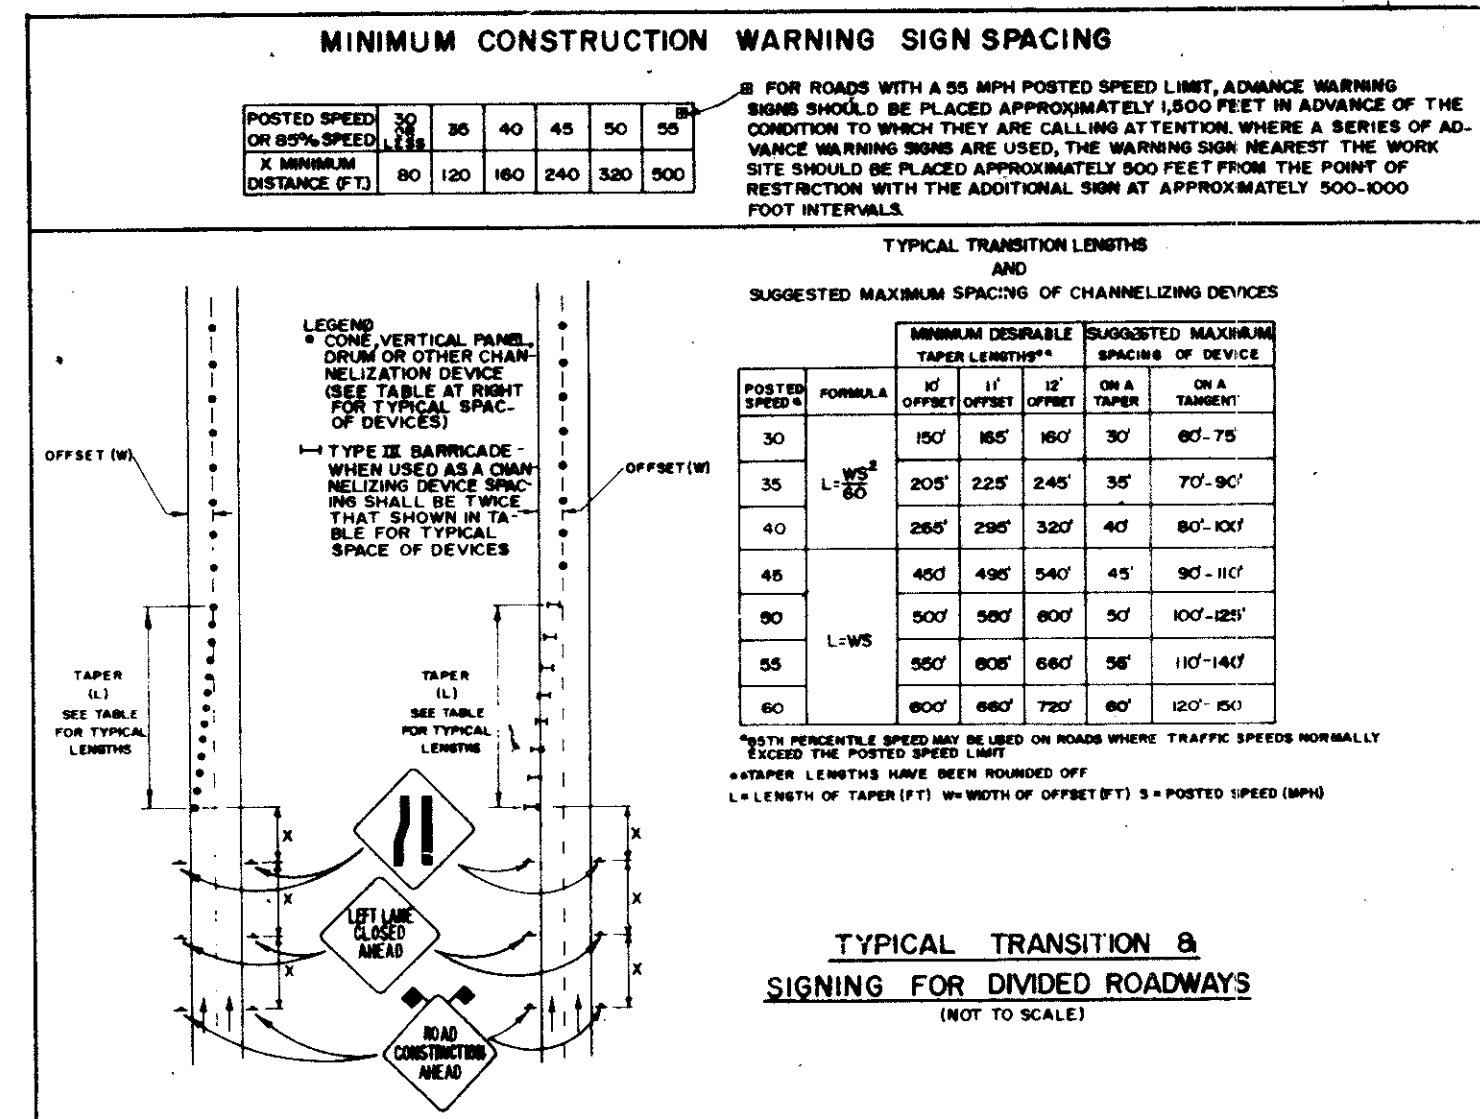 MINIMUM CONSTRUCTION WARNING SIGN SPACING
POSTED SPEED OR 85% SPEED 30 OR LESS 35 40 45 50 55 ⊞
X MINIMUM DISTANCE (FT.) 80 120 160 240 320 500
⊞ FOR ROADS WITH A 55 MPH POSTED SPEED LIMIT, ADVANCE WARNING
SIGNS SHOULD BE PLACED APPROXIMATELY 1,500 FEET IN ADVANCE OF THE
CONDITION TO WHICH THEY ARE CALLING ATTENTION. WHERE A SERIES OF AD-
VANCE WARNING SIGNS ARE USED, THE WARNING SIGN NEAREST THE WORK
SITE SHOULD BE PLACED APPROXIMATELY 500 FEET FROM THE POINT OF
RESTRICTION WITH THE ADDITIONAL SIGN AT APPROXIMATELY 500-1000
FOOT INTERVALS.
LEGEND
• CONE, VERTICAL PANEL,
DRUM OR OTHER CHAN-
NELIZATION DEVICE
(SEE TABLE AT RIGHT
FOR TYPICAL SPAC-
OF DEVICES)
TYPE III BARRICADE -
WHEN USED AS A CHAN-
NELIZING DEVICE SPAC-
ING SHALL BE TWICE
THAT SHOWN IN TA-
BLE FOR TYPICAL
SPACE OF DEVICES
OFFSET (W)
OFFSET (W)
TAPER
(L)
SEE TABLE
FOR TYPICAL
LENGTHS
TAPER
(L)
SEE TABLE
FOR TYPICAL
LENGTHS
X
X
X
X
X
X
LEFT LANE
CLOSED
AHEAD
ROAD
CONSTRUCTION
AHEAD
TYPICAL TRANSITION LENGTHS
AND
SUGGESTED MAXIMUM SPACING OF CHANNELIZING DEVICES
MINIMUM DESIRABLE SUGGESTED MAXIMUM
TAPER LENGTHS** SPACING OF DEVICE
POSTED SPEED * FORMULA 10' OFFSET 11' OFFSET 12' OFFSET ON A TAPER ON A TANGENT
30 150' 165' 160' 30' 60'-75'
35 L=WS²/60 205' 225' 245' 35' 70'-90'
40 265' 295' 320' 40' 80'-100'
45 450' 495' 540' 45' 90'-110'
50 500' 550' 600' 50' 100'-125'
L=WS
55 550' 605' 660' 55' 110'-140'
60 600' 660' 720' 60' 120'-150
*85TH PERCENTILE SPEED MAY BE USED ON ROADS WHERE TRAFFIC SPEEDS NORMALLY
EXCEED THE POSTED SPEED LIMIT
**TAPER LENGTHS HAVE BEEN ROUNDED OFF
L = LENGTH OF TAPER (FT) W= WIDTH OF OFFSET (FT) S = POSTED SPEED (MPH)
TYPICAL TRANSITION &
SIGNING FOR DIVIDED ROADWAYS
(NOT TO SCALE)